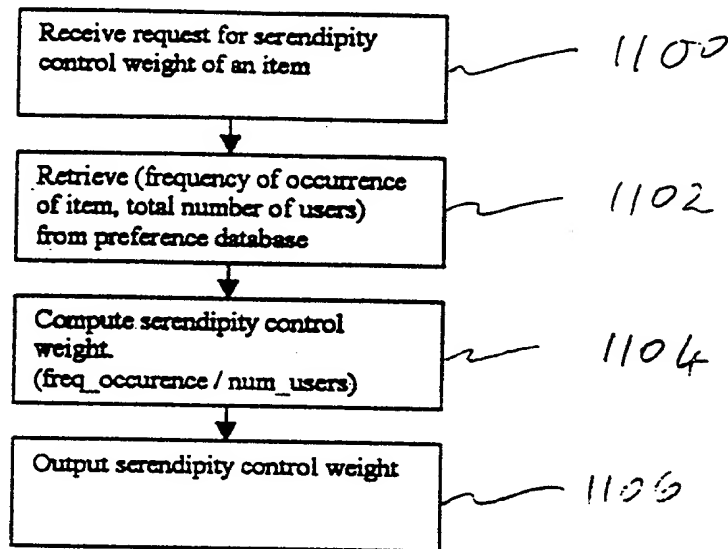 Receive request for serendipity
control weight of an item
1100
Retrieve (frequency of occurrence
of item, total number of users)
from preference database
1102
Compute serendipity control
weight.
(freq_occurence / num_users)
1104
Output serendipity control weight
1106